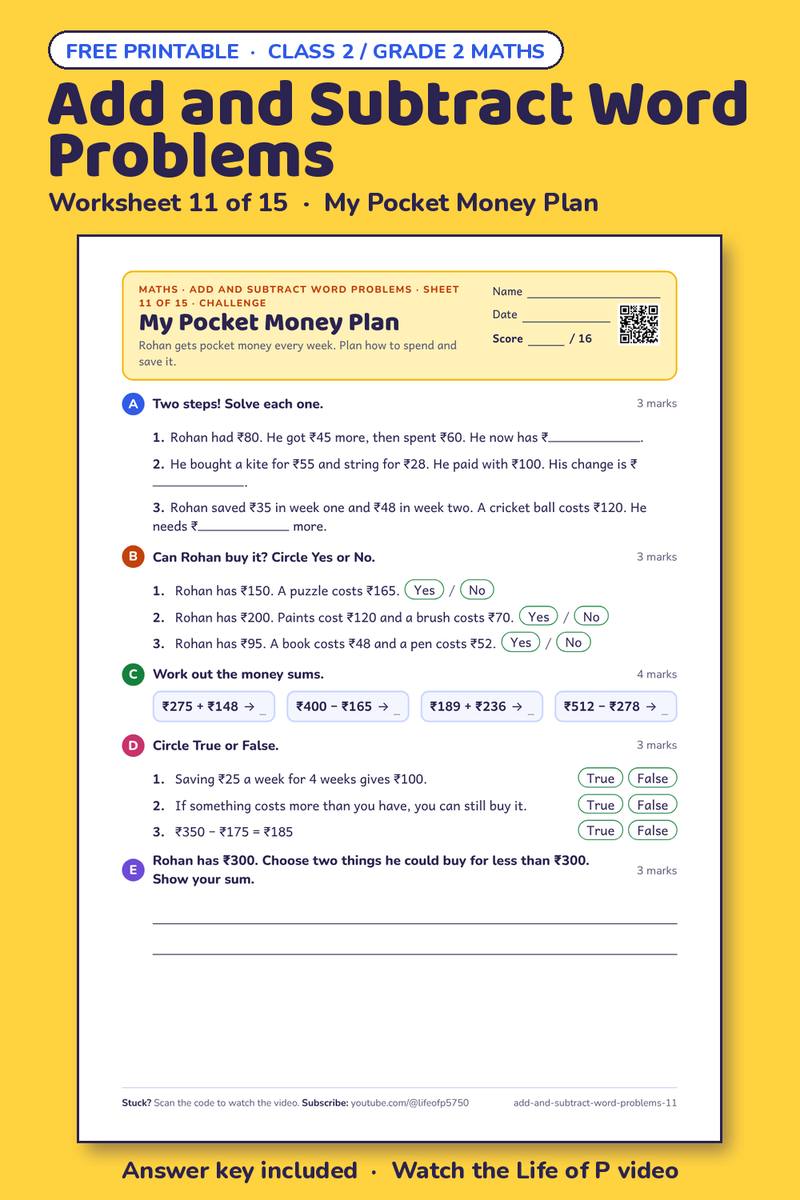 FREE PRINTABLE · CLASS 2 / GRADE 2 MATHS
Add and Subtract Word
Problems
Worksheet 11 of 15 · My Pocket Money Plan
MATHS · ADD AND SUBTRACT WORD PROBLEMS · SHEET
11 OF 15 · CHALLENGE
My Pocket Money Plan
Rohan gets pocket money every week. Plan how to spend and
save it.
Name ____________
Date ____________
Score _____ / 16
A Two steps! Solve each one. 3 marks
1. Rohan had ₹80. He got ₹45 more, then spent ₹60. He now has ₹____________.
2. He bought a kite for ₹55 and string for ₹28. He paid with ₹100. His change is ₹
____________.
3. Rohan saved ₹35 in week one and ₹48 in week two. A cricket ball costs ₹120. He
needs ₹____________ more.
B Can Rohan buy it? Circle Yes or No. 3 marks
1. Rohan has ₹150. A puzzle costs ₹165. Yes / No
2. Rohan has ₹200. Paints cost ₹120 and a brush costs ₹70. Yes / No
3. Rohan has ₹95. A book costs ₹48 and a pen costs ₹52. Yes / No
C Work out the money sums. 4 marks
₹275 + ₹148 → _ ₹400 − ₹165 → _ ₹189 + ₹236 → _ ₹512 − ₹278 → _
D Circle True or False. 3 marks
1. Saving ₹25 a week for 4 weeks gives ₹100. True False
2. If something costs more than you have, you can still buy it. True False
3. ₹350 − ₹175 = ₹185 True False
E Rohan has ₹300. Choose two things he could buy for less than ₹300.
Show your sum. 3 marks
Stuck? Scan the code to watch the video. Subscribe: youtube.com/@lifeofp5750 add-and-subtract-word-problems-11
Answer key included · Watch the Life of P video